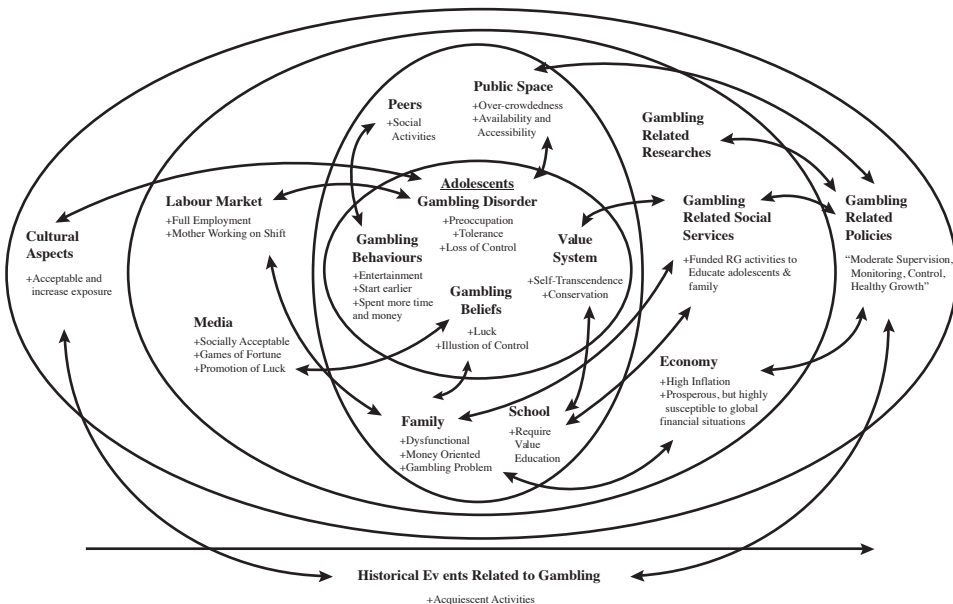 Public Space
+Over-crowdedness
+Availability and
Accessibility
Peers
+Social
Activities
Gambling
Related
Researches
Adolescents
Gambling Disorder
+Preoccupation
+Tolerance
+Loss of Control
Labour Market
+Full Employment
+Mother Working on Shift
Cultural
Aspects
+Acceptable and
increase exposure
Gambling
Behaviours
+Entertainment
+Start earlier
+Spent more time
and money
Value
System
+Self-Transcendence
+Conservation
Gambling
Related Social
Services
+Funded RG activities to
Educate adolescents &
family
Gambling
Related
Policies
“Moderate Supervision,
Monitoring, Control,
Healthy Growth”
Gambling
Beliefs
+Luck
+Illusion of Control
Media
+Socially Acceptable
+Games of Fortune
+Promotion of Luck
Economy
+High Inflation
+Prosperous, but highly
susceptible to global
financial situations
Family
+Dysfunctional
+Money Oriented
+Gambling Problem
School
+Require
Value
Education
Historical Ev ents Related to Gambling
+Acquiescent Activities